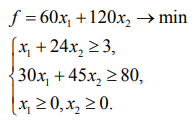 f = 60x₁ + 120x₂ → min
x₁ + 24x₂ ≥ 3,
30x₁ + 45x₂ ≥ 80,
x₁ ≥ 0, x₂ ≥ 0.